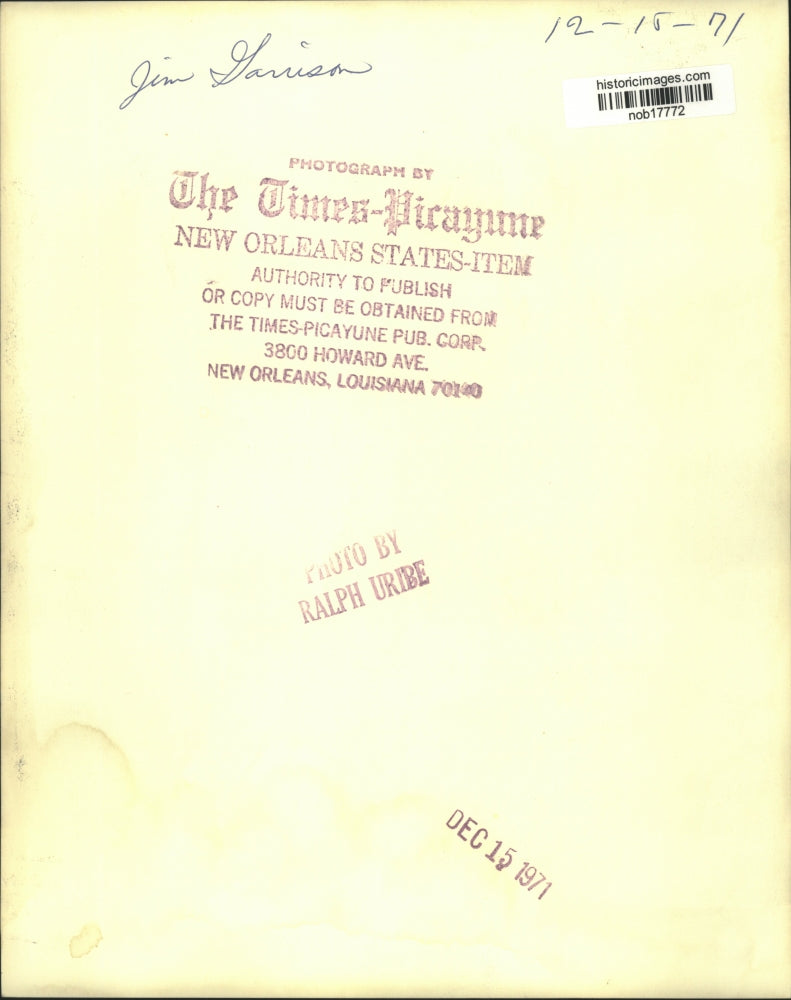 12-15-71
Jim Garrison
historicimages.com
nob17772
PHOTOGRAPH BY
The Times-Picayune
NEW ORLEANS STATES-ITEM
AUTHORITY TO PUBLISH
OR COPY MUST BE OBTAINED FROM
THE TIMES-PICAYUNE PUB. CORP.
3800 HOWARD AVE.
NEW ORLEANS, LOUISIANA 70140
PHOTO BY
RALPH URIBE
DEC 15 1971